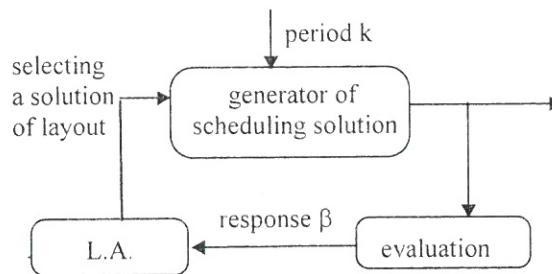 period k
selecting
a solution
of layout
generator of
scheduling solution
response β
L.A.
evaluation